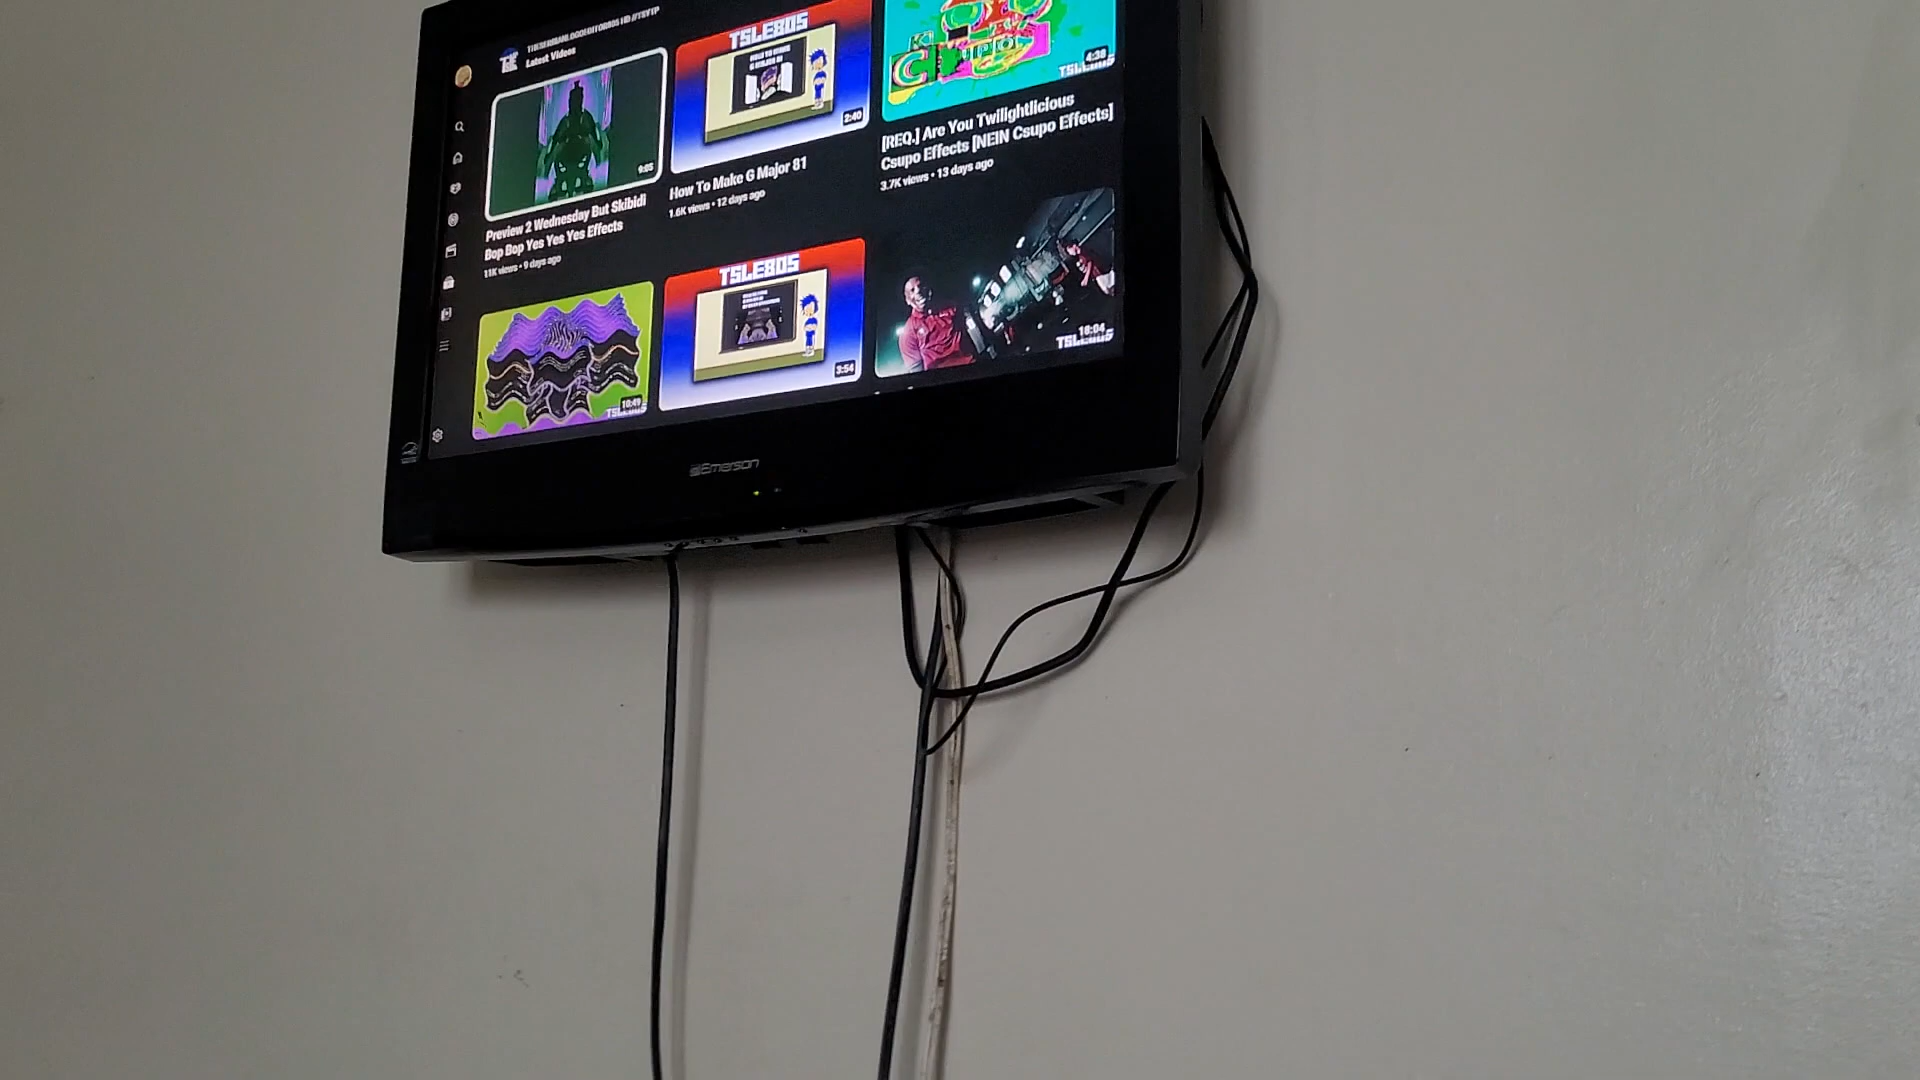 Latest Videos
TSLEBOS
2:40
4:38
9:05
Preview 2 Wednesday But Skibidi
Bop Bop Yes Yes Yes Effects
11K views • 9 days ago
How To Make G Major 81
1.6K views • 12 days ago
[REQ.] Are You Twilightlicious
Csupo Effects [NEIN Csupo Effects]
3.7K views • 13 days ago
10:49
TSLEBOS
3:54
18:04
Emerson